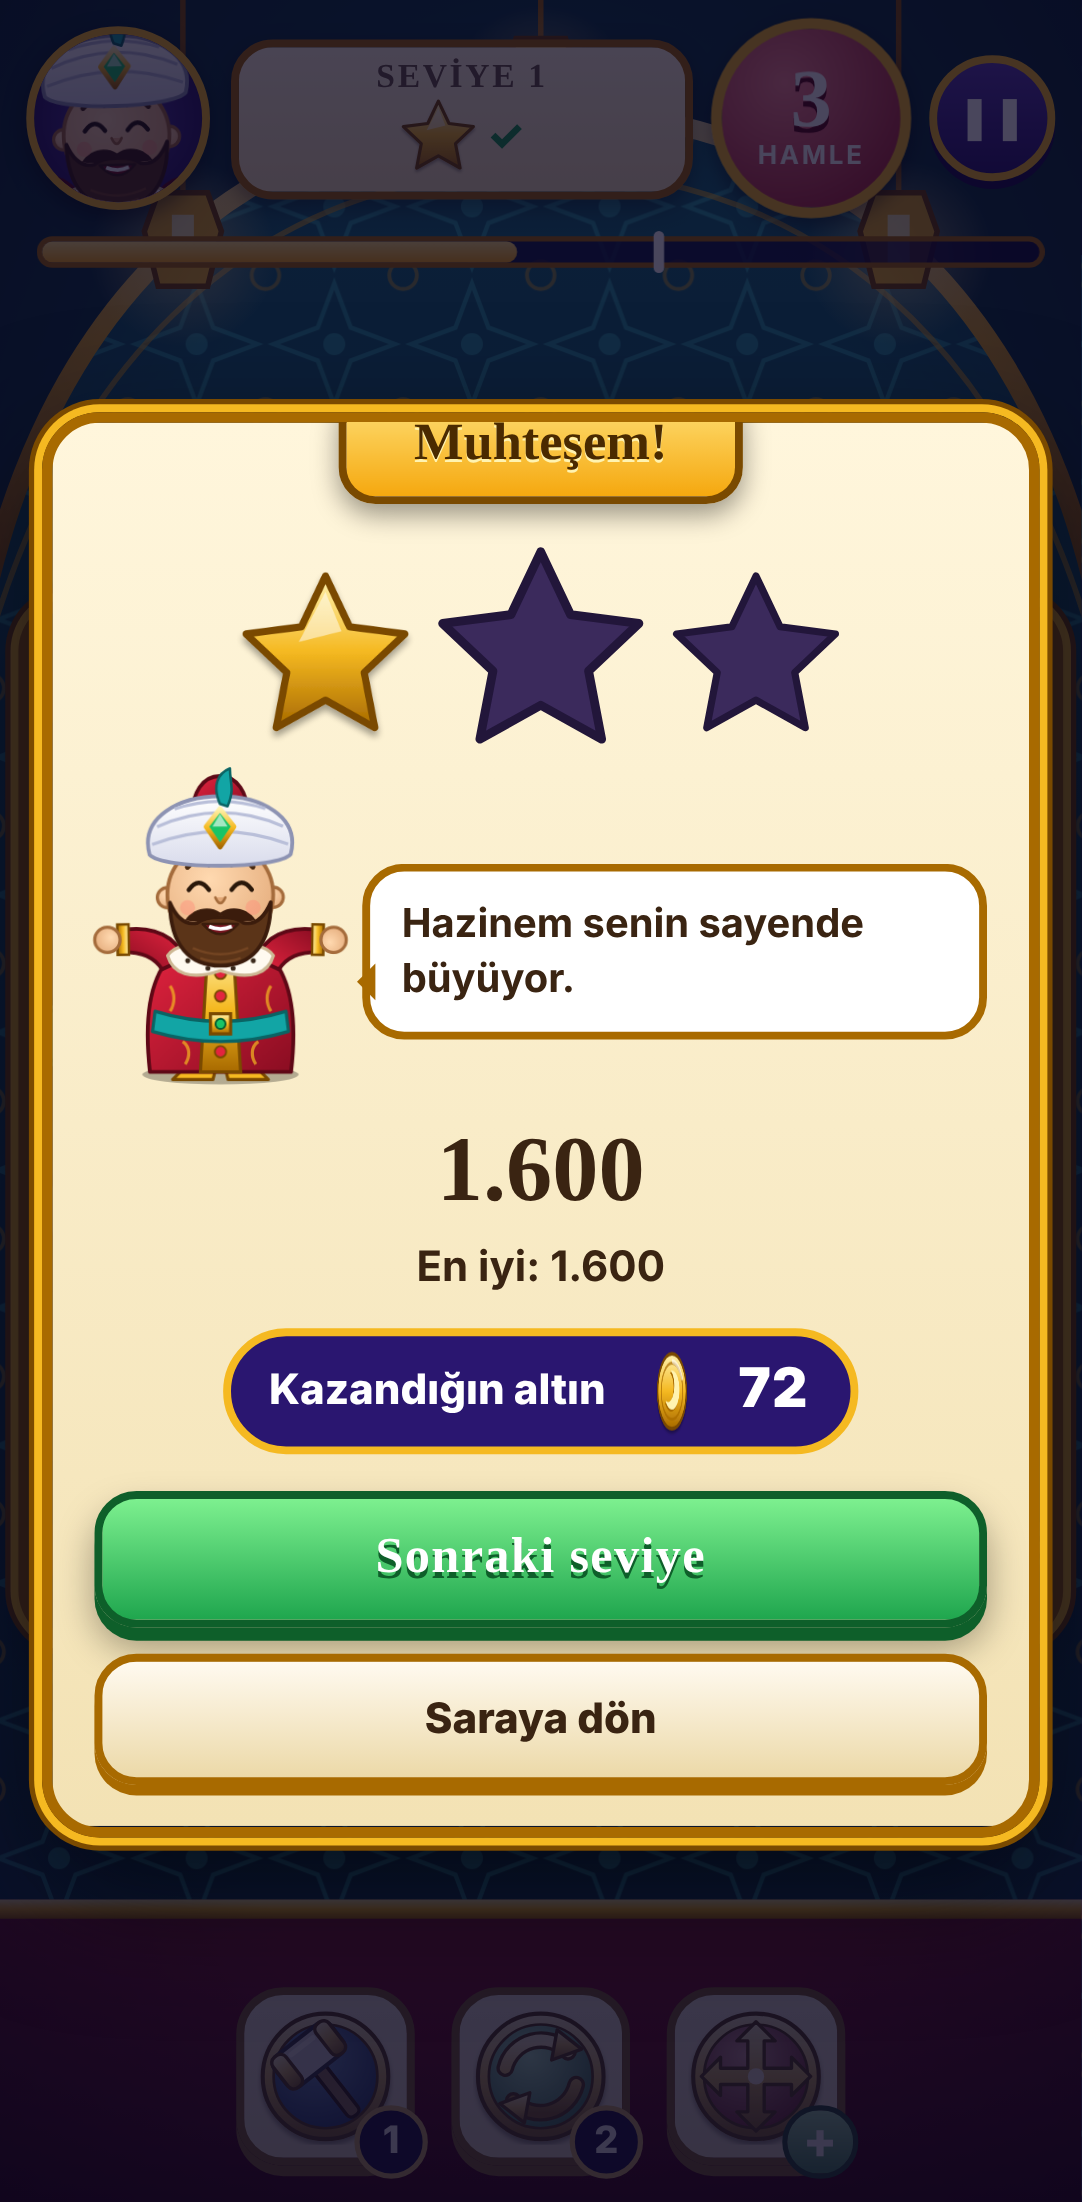 SEVİYE 1
3
HAMLE
Muhteşem!
Hazinem senin sayende
büyüyor.
1.600
En iyi: 1.600
Kazandığın altın 72
Sonraki seviye
Saraya dön
1
2
+